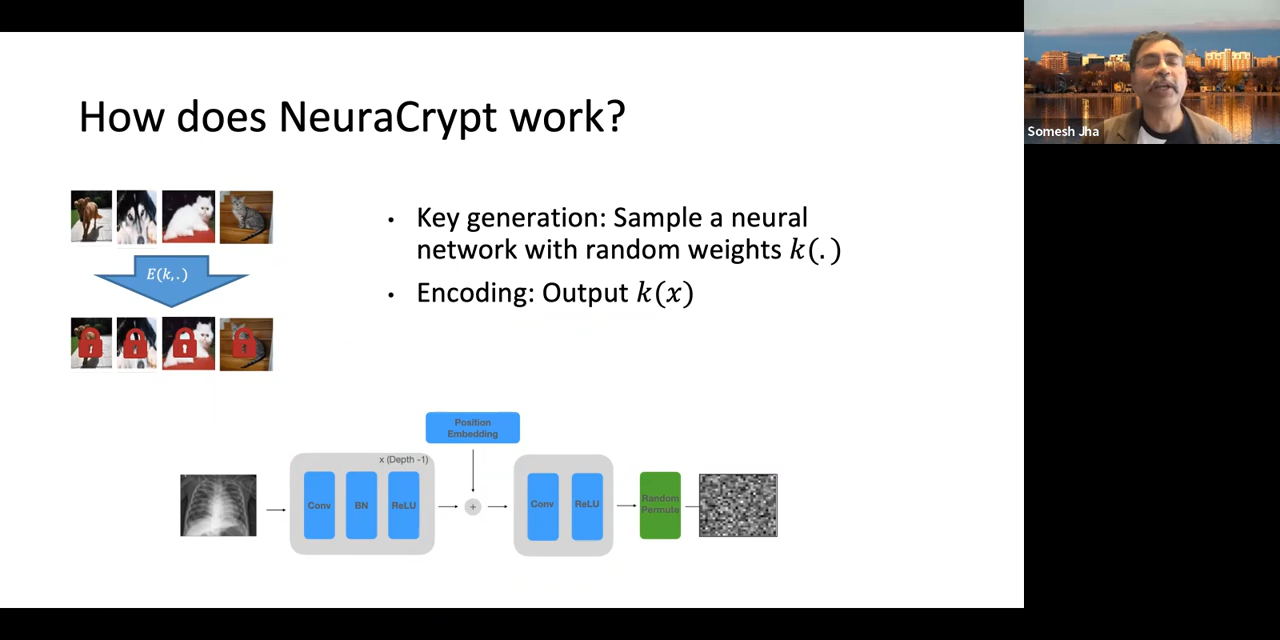 How does NeuraCrypt work?
Somesh Jha
E(k,.)
• Key generation: Sample a neural
network with random weights k(.)
• Encoding: Output k(x)
Position
Embedding
x (Depth -1)
Conv
BN
ReLU
+
Conv
ReLU
Random
Permute